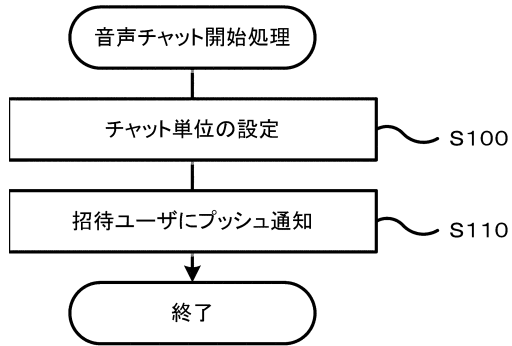 音声チャット開始処理
チャット単位の設定
S100
招待ユーザにプッシュ通知
S110
終了